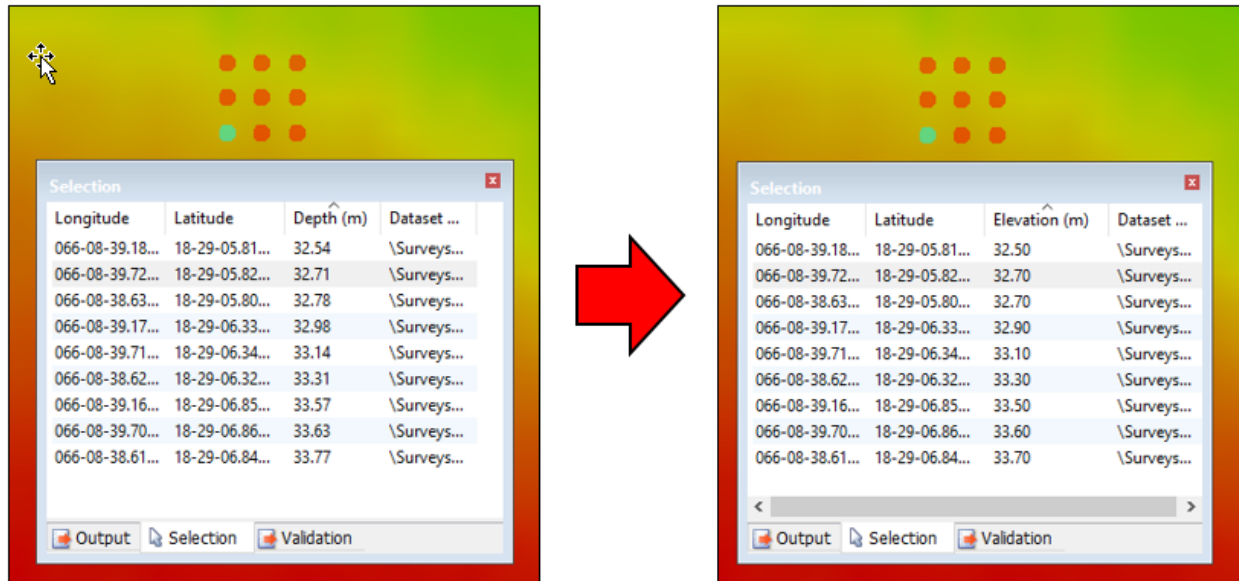 Selection
Longitude Latitude Depth (m) Dataset ...
066-08-39.18... 18-29-05.81... 32.54 \Surveys...
066-08-39.72... 18-29-05.82... 32.71 \Surveys...
066-08-38.63... 18-29-05.80... 32.78 \Surveys...
066-08-39.17... 18-29-06.33... 32.98 \Surveys...
066-08-39.71... 18-29-06.34... 33.14 \Surveys...
066-08-38.62... 18-29-06.32... 33.31 \Surveys...
066-08-39.16... 18-29-06.85... 33.57 \Surveys...
066-08-39.70... 18-29-06.86... 33.63 \Surveys...
066-08-38.61... 18-29-06.84... 33.77 \Surveys...
Output Selection Validation
Selection
Longitude Latitude Elevation (m) Dataset ...
066-08-39.18... 18-29-05.81... 32.50 \Surveys...
066-08-39.72... 18-29-05.82... 32.70 \Surveys...
066-08-38.63... 18-29-05.80... 32.70 \Surveys...
066-08-39.17... 18-29-06.33... 32.90 \Surveys...
066-08-39.71... 18-29-06.34... 33.10 \Surveys...
066-08-38.62... 18-29-06.32... 33.30 \Surveys...
066-08-39.16... 18-29-06.85... 33.50 \Surveys...
066-08-39.70... 18-29-06.86... 33.60 \Surveys...
066-08-38.61... 18-29-06.84... 33.70 \Surveys...
Output Selection Validation